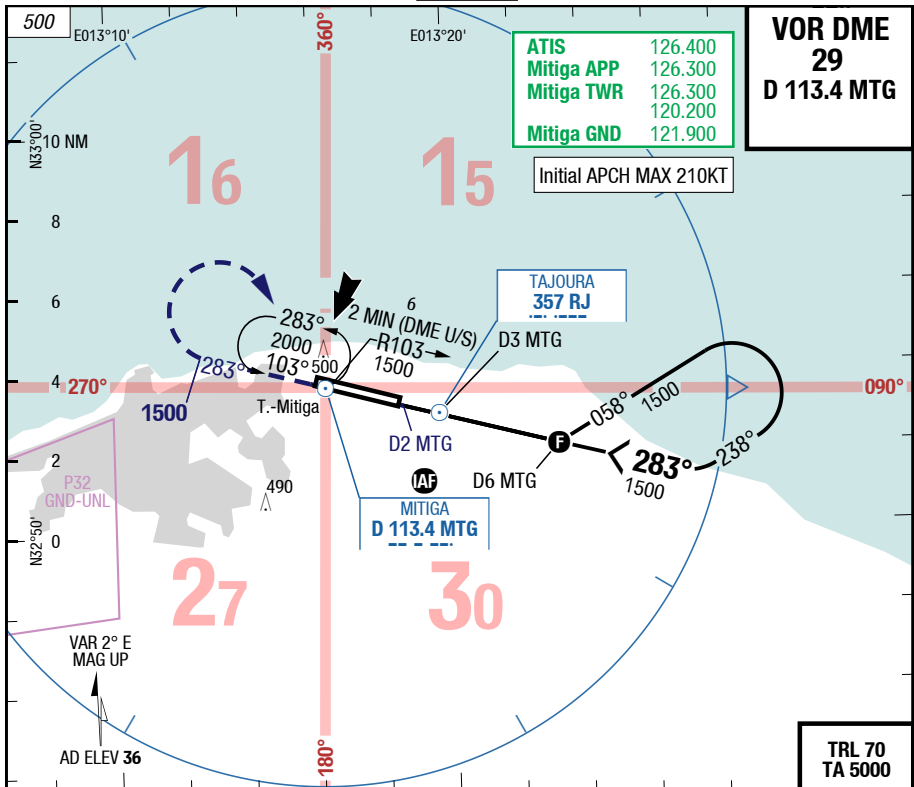 500
E013°10'
E013°20'
360°
ATIS 126.400
Mitiga APP 126.300
Mitiga TWR 126.300
120.200
Mitiga GND 121.900
VOR DME
29
D 113.4 MTG
Initial APCH MAX 210KT
N33°00'
10 NM
16
15
8
6
TAJOURA
357 RJ
6
2 MIN (DME U/S)
R103
1500
283°
2000
103°
500
D3 MTG
283°
4
270°
090°
1500
T.-Mitiga
058°
1500
D2 MTG
F
238°
283°
1500
D6 MTG
2
P32
GND-UNL
490
IAF
MITIGA
D 113.4 MTG
N32°50'
0
27
30
VAR 2° E
MAG UP
AD ELEV 36
180°
TRL 70
TA 5000